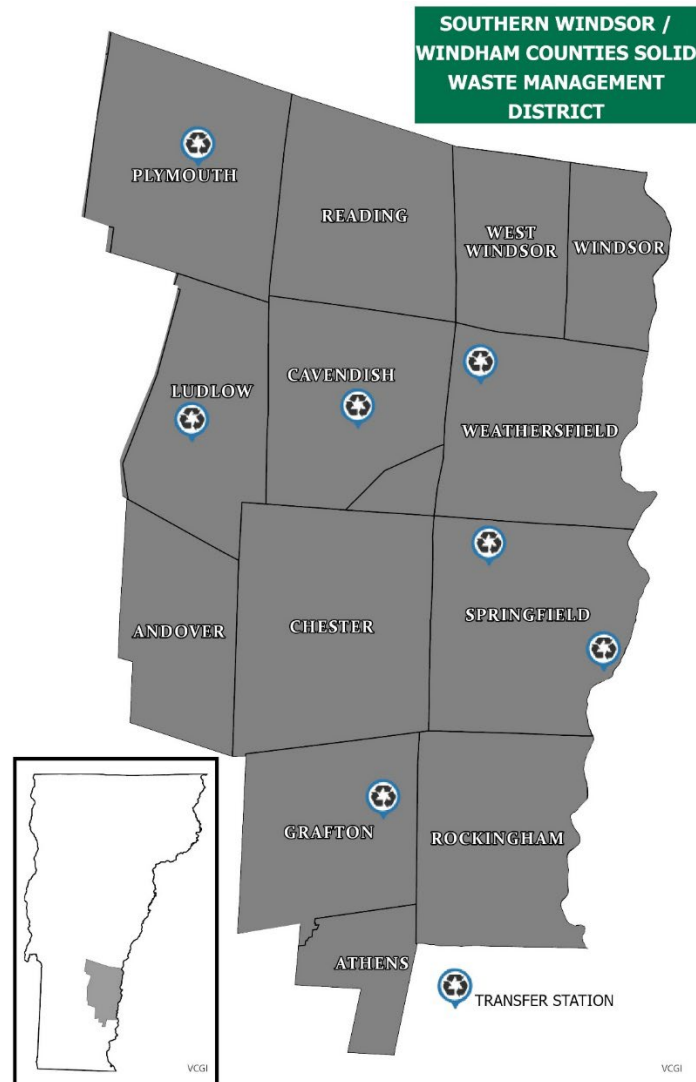 SOUTHERN WINDSOR /
WINDHAM COUNTIES SOLID
WASTE MANAGEMENT
DISTRICT
PLYMOUTH
READING
WEST
WINDSOR
WINDSOR
LUDLOW
CAVENDISH
WEATHERSFIELD
ANDOVER
CHESTER
SPRINGFIELD
GRAFTON
ROCKINGHAM
ATHENS
TRANSFER STATION
VCGI
VCGI